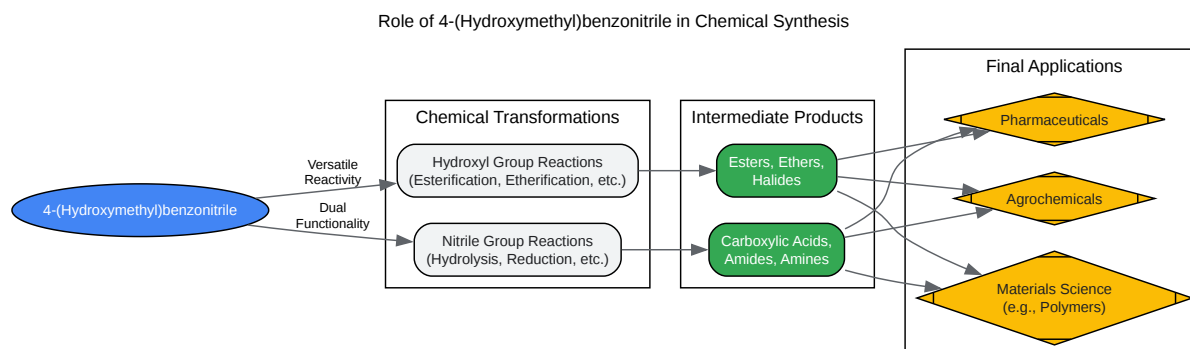 Role of 4-(Hydroxymethyl)benzonitrile in Chemical Synthesis
4-(Hydroxymethyl)benzonitrile
Versatile
Reactivity
Dual
Functionality
Chemical Transformations
Hydroxyl Group Reactions
(Esterification, Etherification, etc.)
Nitrile Group Reactions
(Hydrolysis, Reduction, etc.)
Intermediate Products
Esters, Ethers,
Halides
Carboxylic Acids,
Amides, Amines
Final Applications
Pharmaceuticals
Agrochemicals
Materials Science
(e.g., Polymers)